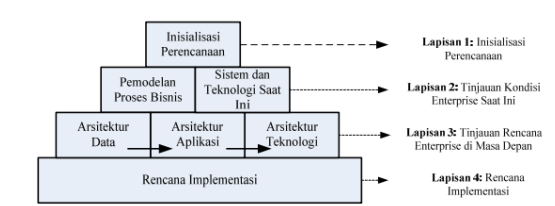 Inisialisasi
Perencanaan
Lapisan 1: Inisialisasi
Perencanaan
Pemodelan
Proses Bisnis
Sistem dan
Teknologi Saat
Ini
Lapisan 2: Tinjauan Kondisi
Enterprise Saat Ini
Arsitektur
Data
Arsitektur
Aplikasi
Arsitektur
Teknologi
Lapisan 3: Tinjauan Rencana
Enterprise di Masa Depan
Rencana Implementasi
Lapisan 4: Rencana
Implementasi